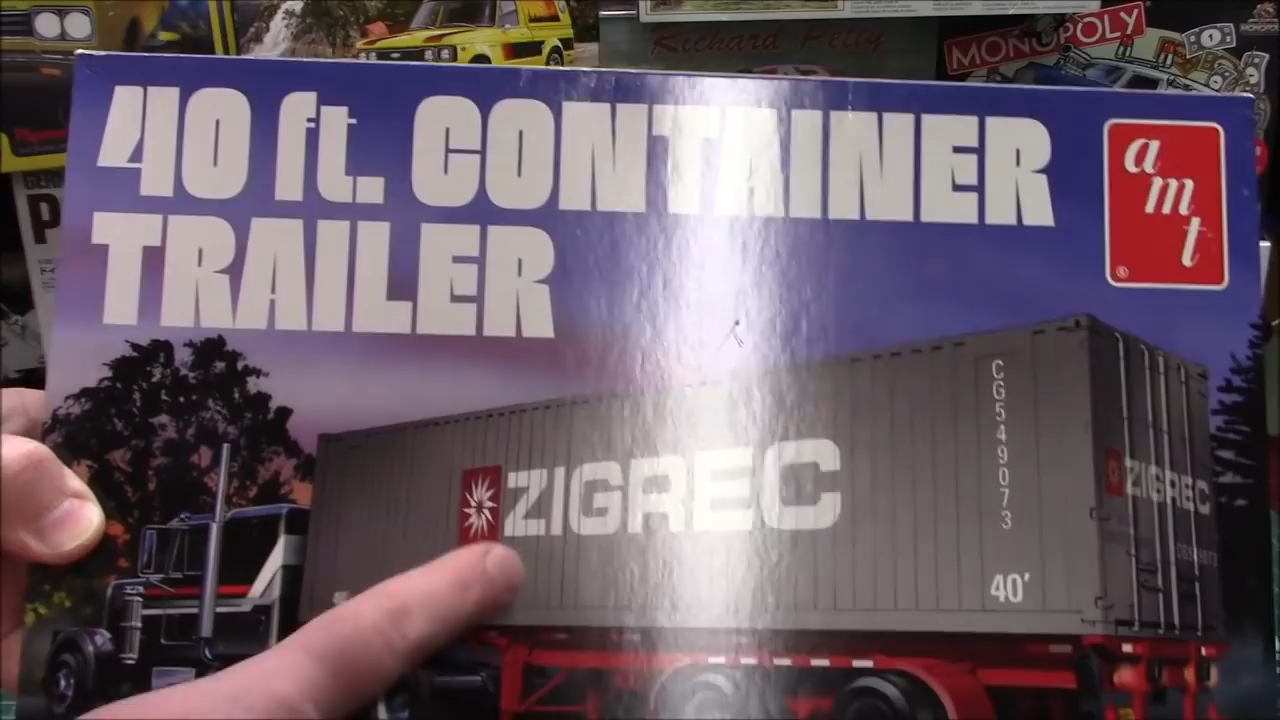 Richard Petty
MONOPOLY
40 ft. CONTAINER
TRAILER
amt
ZIGREC
CG549073
40'
ZIGREC